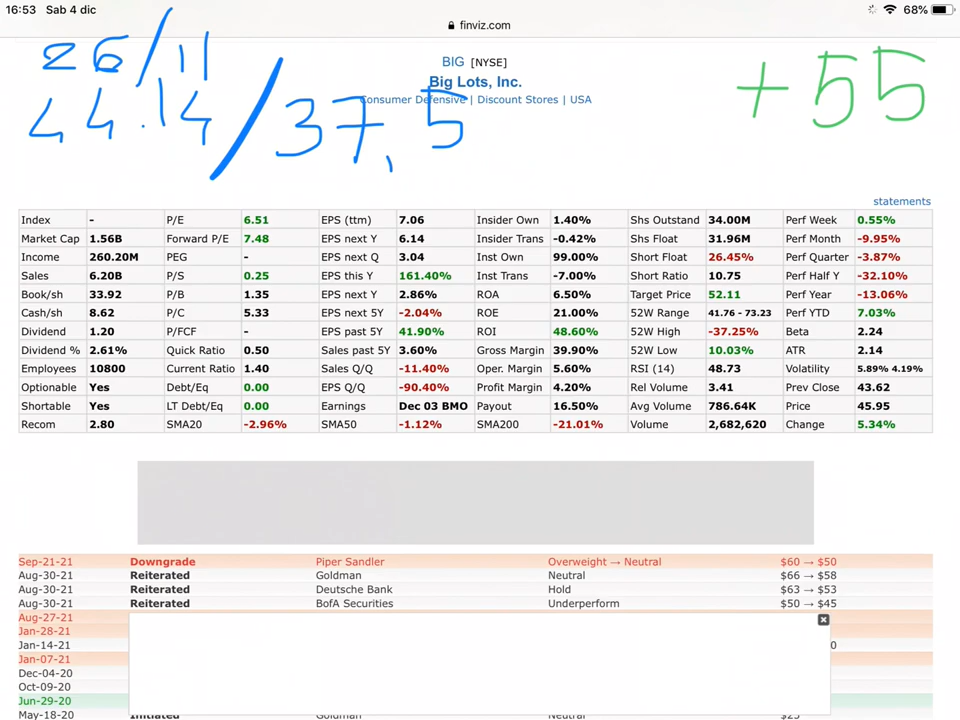 16:53 Sab 4 dic 68%
finviz.com
26/11
44.14/37,5
+55
BIG [NYSE]
Big Lots, Inc.
Consumer Defensive | Discount Stores | USA
statements
Index - P/E 6.51 EPS (ttm) 7.06 Insider Own 1.40% Shs Outstand 34.00M Perf Week 0.55%
Market Cap 1.56B Forward P/E 7.48 EPS next Y 6.14 Insider Trans -0.42% Shs Float 31.96M Perf Month -9.95%
Income 260.20M PEG - EPS next Q 3.04 Inst Own 99.00% Short Float 26.45% Perf Quarter -3.87%
Sales 6.20B P/S 0.25 EPS this Y 161.40% Inst Trans -7.00% Short Ratio 10.75 Perf Half Y -32.10%
Book/sh 33.92 P/B 1.35 EPS next Y 2.86% ROA 6.50% Target Price 52.11 Perf Year -13.06%
Cash/sh 8.62 P/C 5.33 EPS next 5Y -2.04% ROE 21.00% 52W Range 41.76 - 73.23 Perf YTD 7.03%
Dividend 1.20 P/FCF - EPS past 5Y 41.90% ROI 48.60% 52W High -37.25% Beta 2.24
Dividend % 2.61% Quick Ratio 0.50 Sales past 5Y 3.60% Gross Margin 39.90% 52W Low 10.03% ATR 2.14
Employees 10800 Current Ratio 1.40 Sales Q/Q -11.40% Oper. Margin 5.60% RSI (14) 48.73 Volatility 5.89% 4.19%
Optionable Yes Debt/Eq 0.00 EPS Q/Q -90.40% Profit Margin 4.20% Rel Volume 3.41 Prev Close 43.62
Shortable Yes LT Debt/Eq 0.00 Earnings Dec 03 BMO Payout 16.50% Avg Volume 786.64K Price 45.95
Recom 2.80 SMA20 -2.96% SMA50 -1.12% SMA200 -21.01% Volume 2,682,620 Change 5.34%
Sep-21-21 Downgrade Piper Sandler Overweight → Neutral $60 → $50
Aug-30-21 Reiterated Goldman Neutral $66 → $58
Aug-30-21 Reiterated Deutsche Bank Hold $63 → $53
Aug-30-21 Reiterated BofA Securities Underperform $50 → $45
Aug-27-21
Jan-28-21
Jan-14-21 0
Jan-07-21
Dec-04-20
Oct-09-20
Jun-29-20
May-18-20 Initiated Goldman Neutral $25